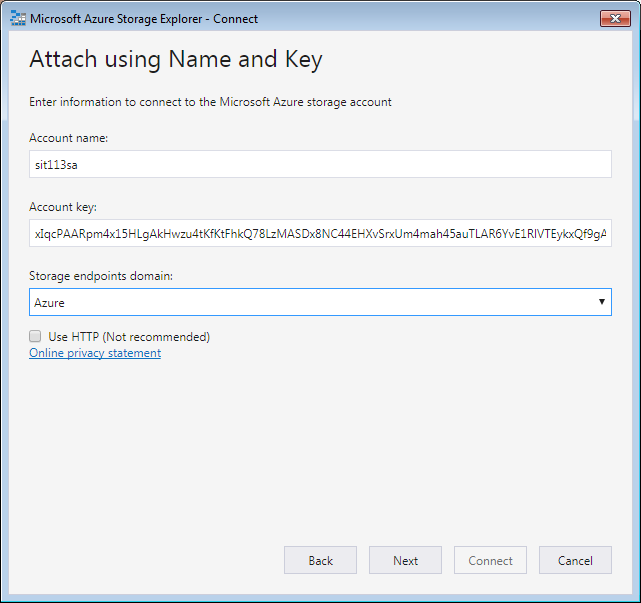 Microsoft Azure Storage Explorer - Connect
Attach using Name and Key
Enter information to connect to the Microsoft Azure storage account
Account name:
sit113sa
Account key:
xIqcPAARpm4x15HLgAkHwzu4tKfKtFhkQ78LzMASDx8NC44EHXvSrxUm4mah45auTLAR6YvE1RlVTEykxQf9gA
Storage endpoints domain:
Azure
Use HTTP (Not recommended)
Online privacy statement
Back Next Connect Cancel